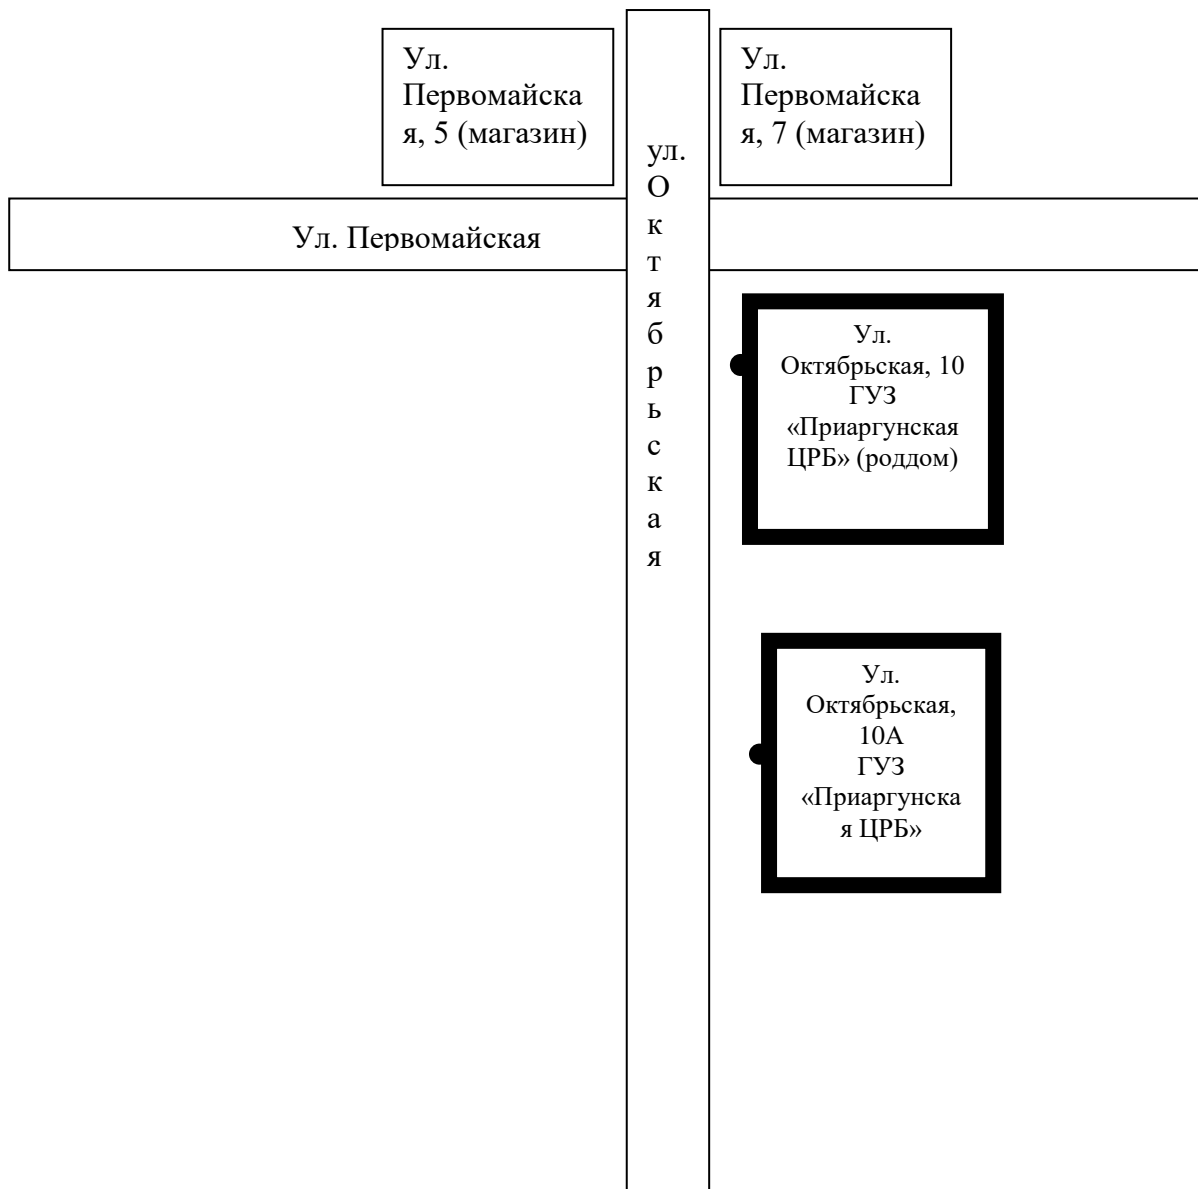 Ул.
Первомайска
я, 5 (магазин)
Ул.
Первомайска
я, 7 (магазин)
ул.
О
к
т
я
б
р
ь
с
к
а
я
Ул. Первомайская
Ул.
Октябрьская, 10
ГУЗ
«Приаргунская
ЦРБ» (роддом)
Ул.
Октябрьская,
10А
ГУЗ
«Приаргунска
я ЦРБ»